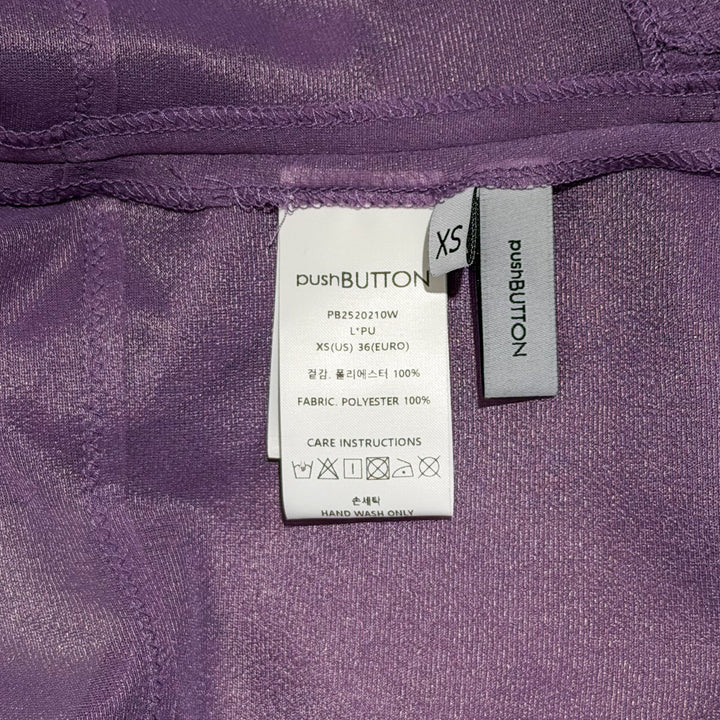 pushBUTTON
PB2520210W
L*PU
XS(US) 36(EURO)
겉감. 폴리에스터 100%
FABRIC. POLYESTER 100%
CARE INSTRUCTIONS
손세탁
HAND WASH ONLY
XS
pushBUTTON